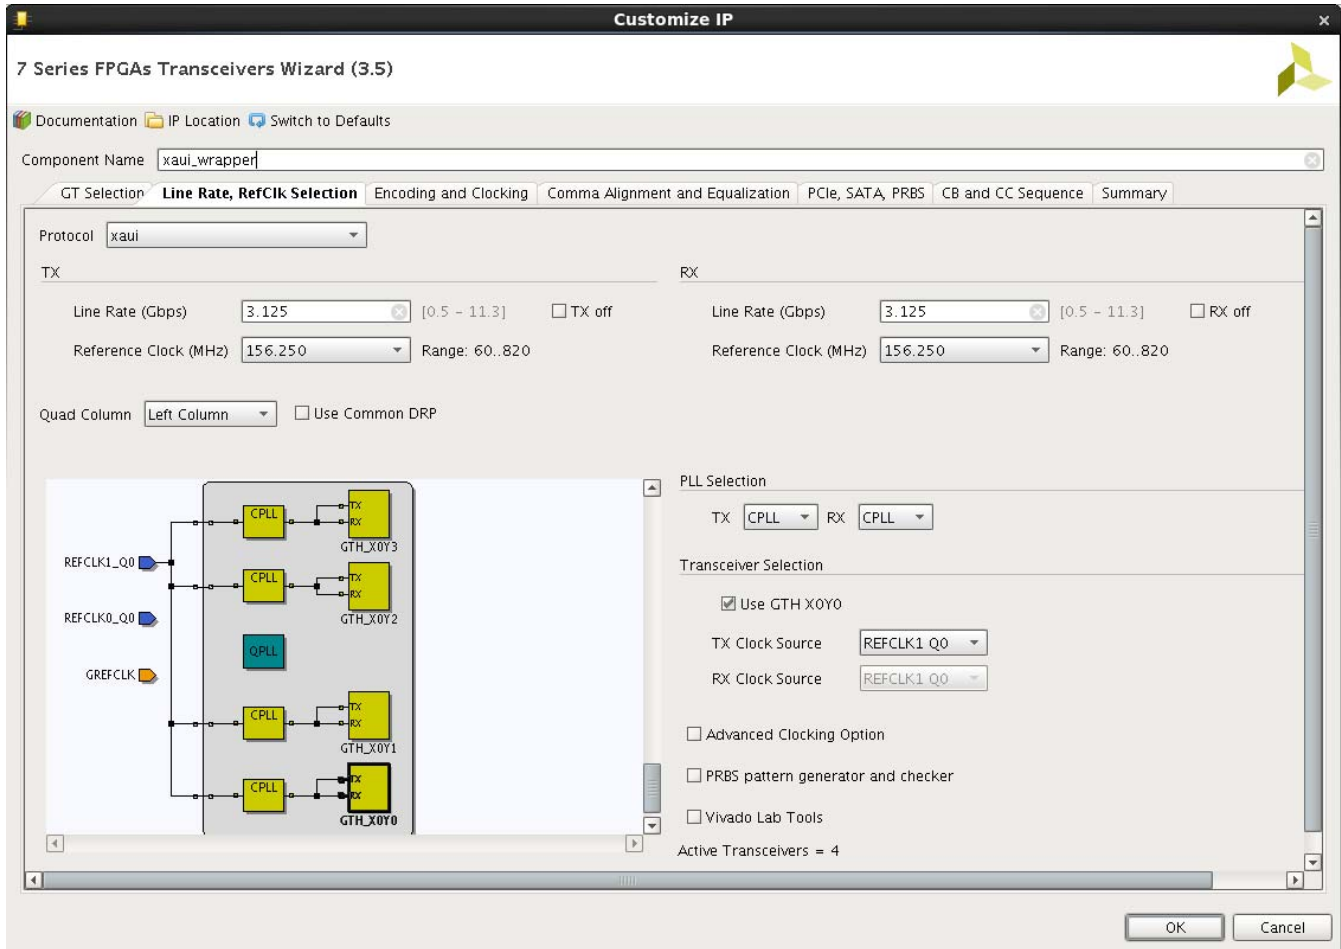 Customize IP
7 Series FPGAs Transceivers Wizard (3.5)
Documentation IP Location Switch to Defaults
Component Name xaui_wrapper
GT Selection Line Rate, RefClk Selection Encoding and Clocking Comma Alignment and Equalization PCIe, SATA, PRBS CB and CC Sequence Summary
Protocol xaui
TX
Line Rate (Gbps) 3.125 [0.5 - 11.3] TX off
Reference Clock (MHz) 156.250 Range: 60..820
RX
Line Rate (Gbps) 3.125 [0.5 - 11.3] RX off
Reference Clock (MHz) 156.250 Range: 60..820
Quad Column Left Column Use Common DRP
REFCLK1_Q0
REFCLK0_Q0
GREFCLK
CPLL TX
RX
GTH_X0Y3
CPLL TX
RX
GTH_X0Y2
QPLL
CPLL TX
RX
GTH_X0Y1
CPLL TX
RX
GTH_X0Y0
PLL Selection
TX CPLL RX CPLL
Transceiver Selection
Use GTH X0Y0
TX Clock Source REFCLK1 Q0
RX Clock Source REFCLK1 Q0
Advanced Clocking Option
PRBS pattern generator and checker
Vivado Lab Tools
Active Transceivers = 4
OK Cancel